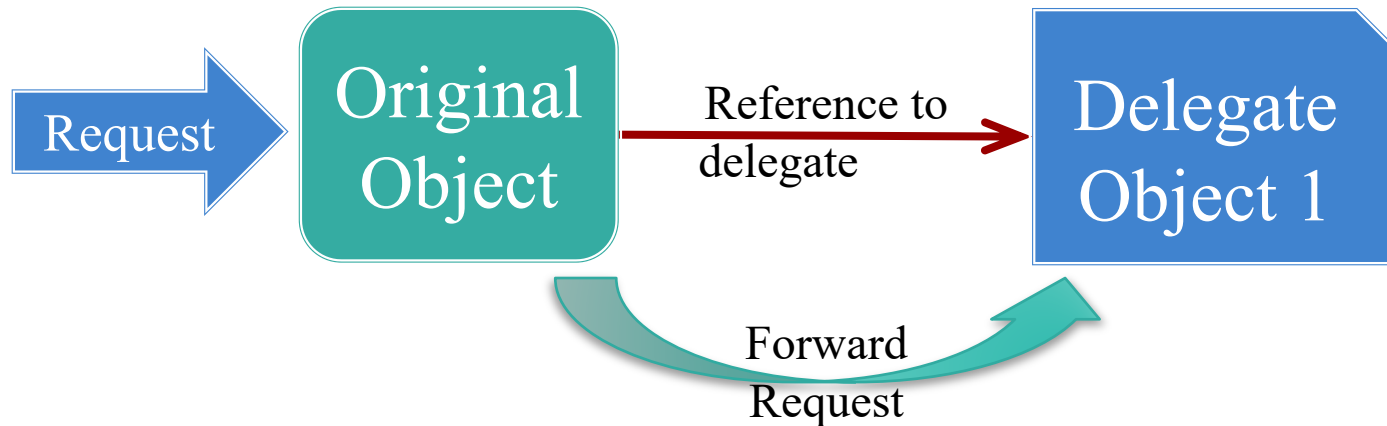 Request
Original
Object
Reference to
delegate
Delegate
Object 1
Forward
Request